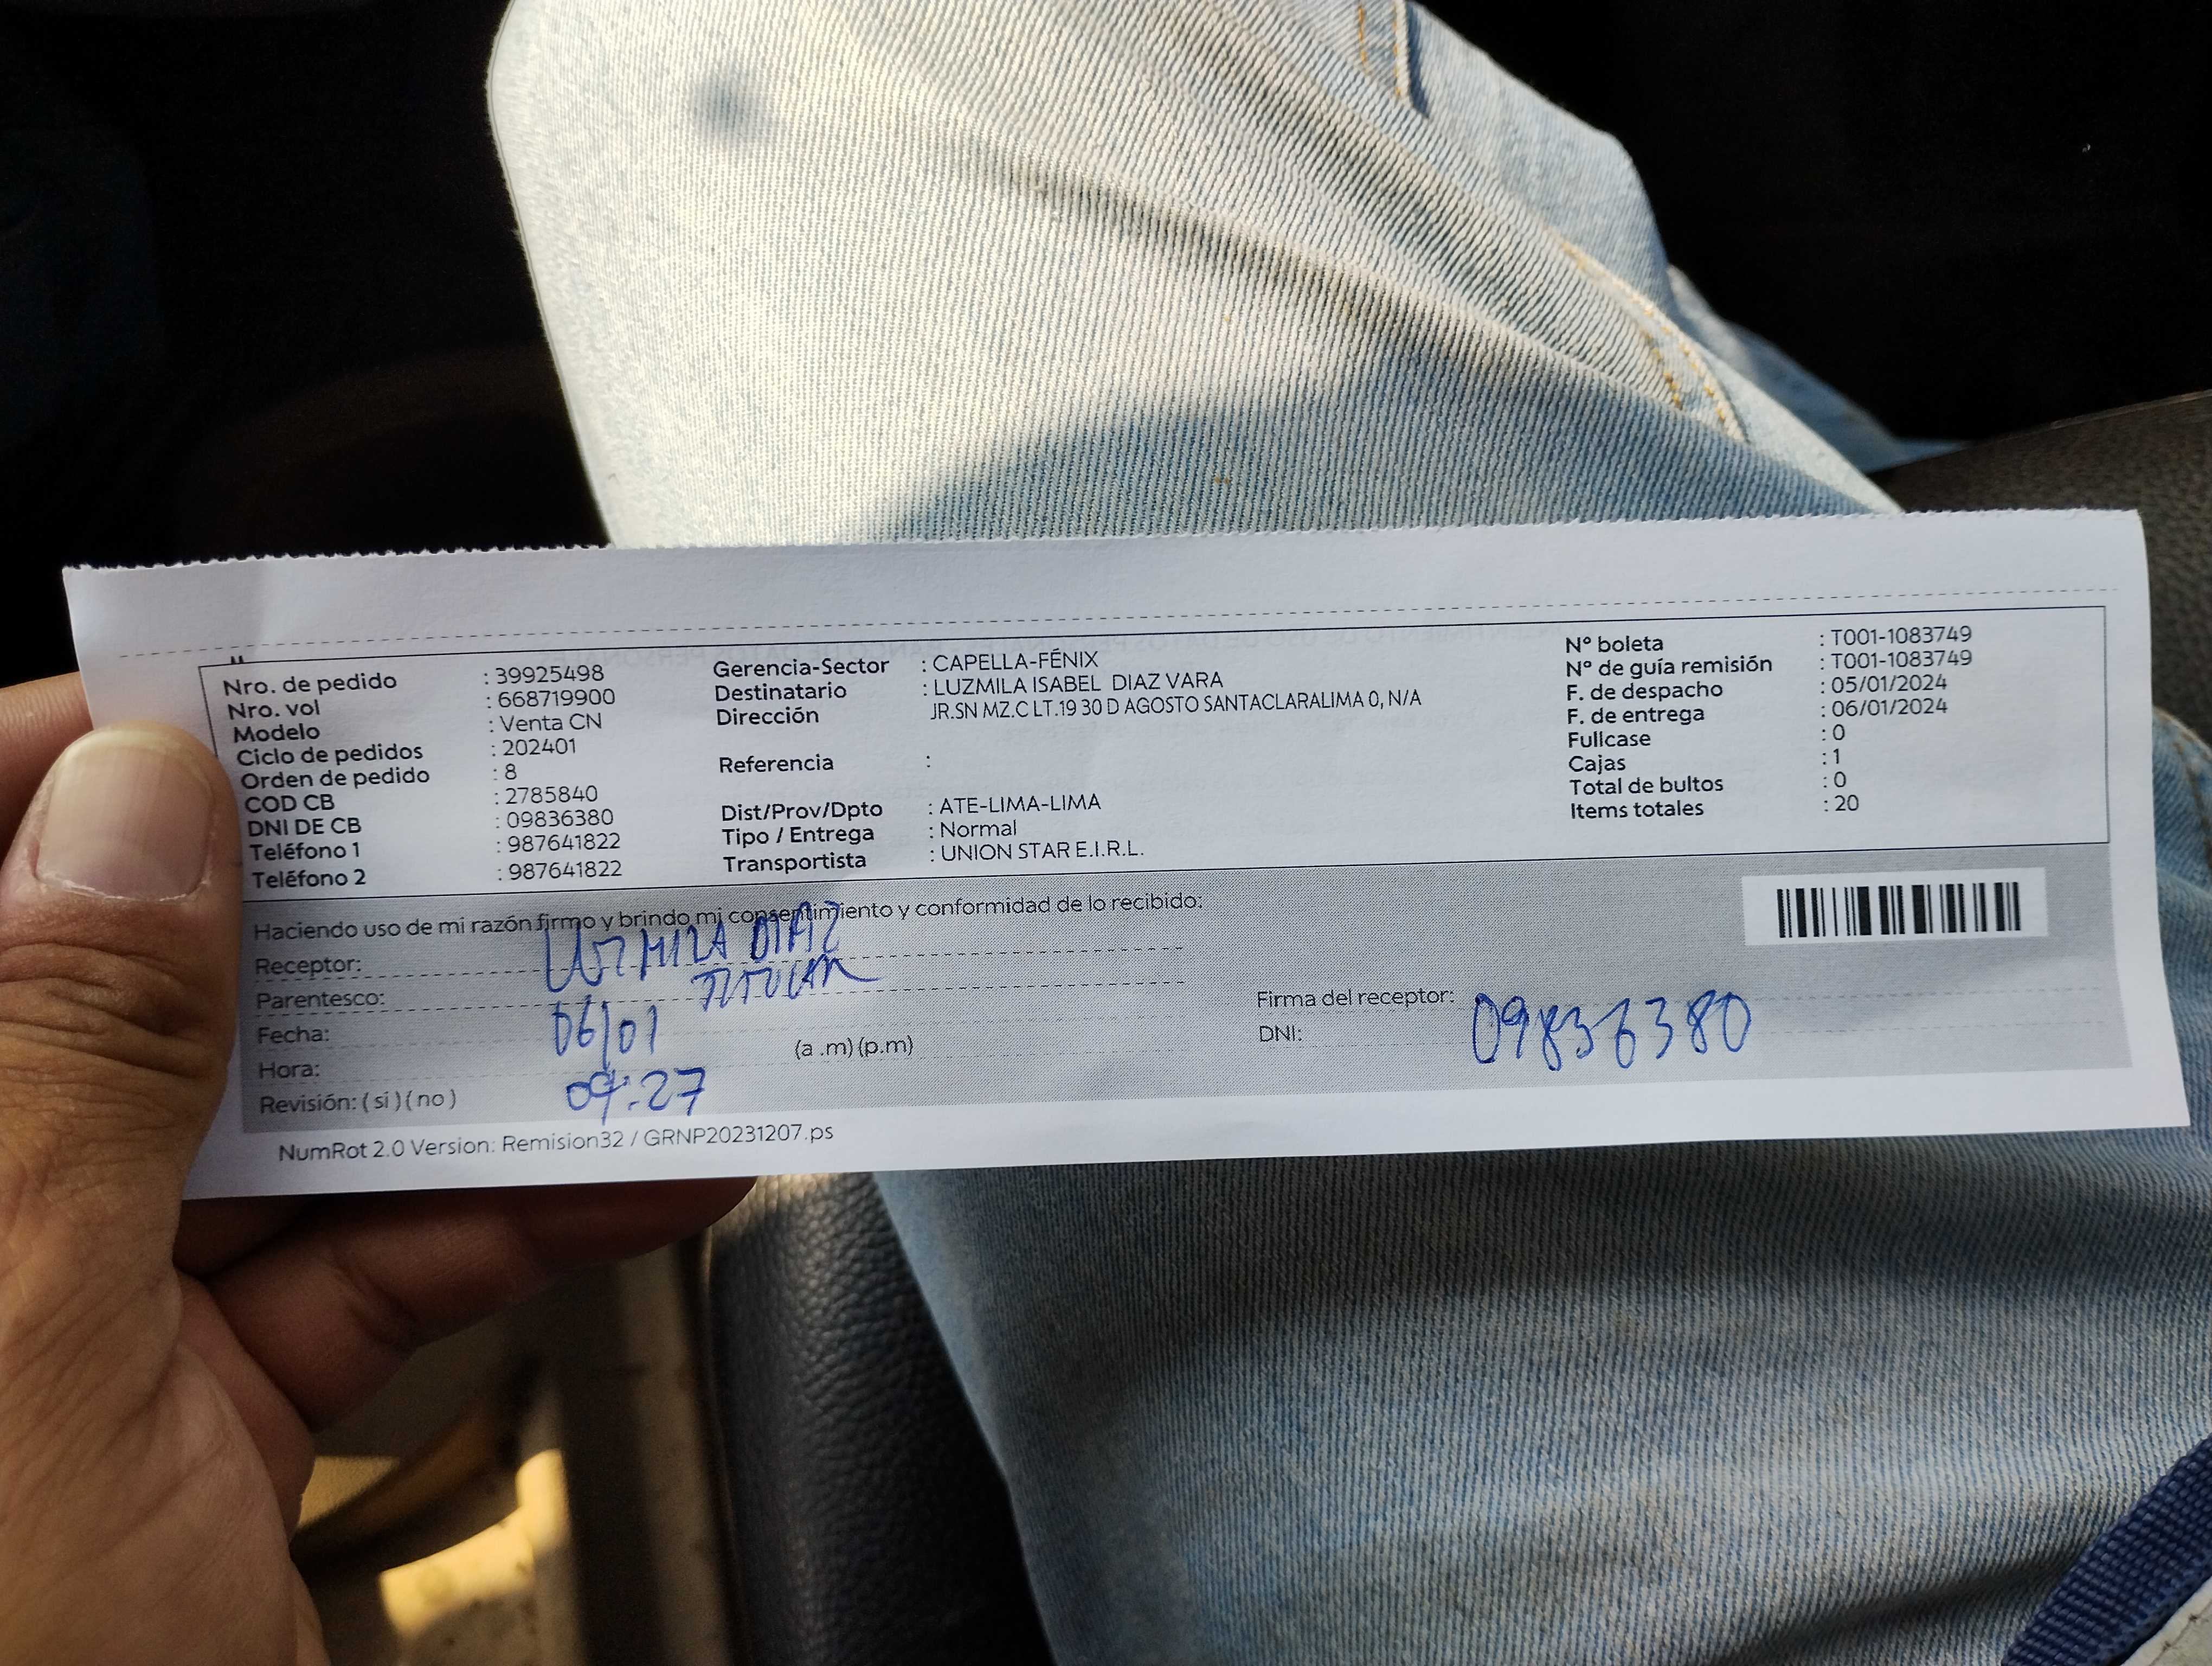 Nro. de pedido : 39925498
Nro. vol : 668719900
Modelo : Venta CN
Ciclo de pedidos : 202401
Orden de pedido : 8
COD CB : 2785840
DNI DE CB : 09836380
Teléfono 1 : 987641822
Teléfono 2 : 987641822
Gerencia-Sector : CAPELLA-FÉNIX
Destinatario : LUZMILA ISABEL DIAZ VARA
Dirección JR.SN MZ.C LT.19 30 D AGOSTO SANTACLARALIMA 0, N/A
Referencia :
Dist/Prov/Dpto : ATE-LIMA-LIMA
Tipo / Entrega : Normal
Transportista : UNION STAR E.I.R.L.
N° boleta : T001-1083749
N° de guía remisión : T001-1083749
F. de despacho : 05/01/2024
F. de entrega : 06/01/2024
Fullcase : 0
Cajas : 1
Total de bultos : 0
Items totales : 20
Haciendo uso de mi razón firmo y brindo mi consentimiento y conformidad de lo recibido:
Receptor: LUZMILA DIAZ
Parentesco: TITULAR
Fecha: 06/01
Hora: 09:27 (a .m) (p.m)
Revisión: ( si ) ( no )
Firma del receptor:
DNI: 09836380
NumRot 2.0 Version: Remision32 / GRNP20231207.ps